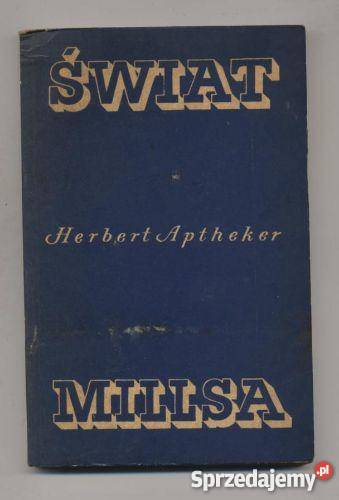 ŚWIAT
Herbert Aptheker
MILLSA
Sprzedajemy.pl